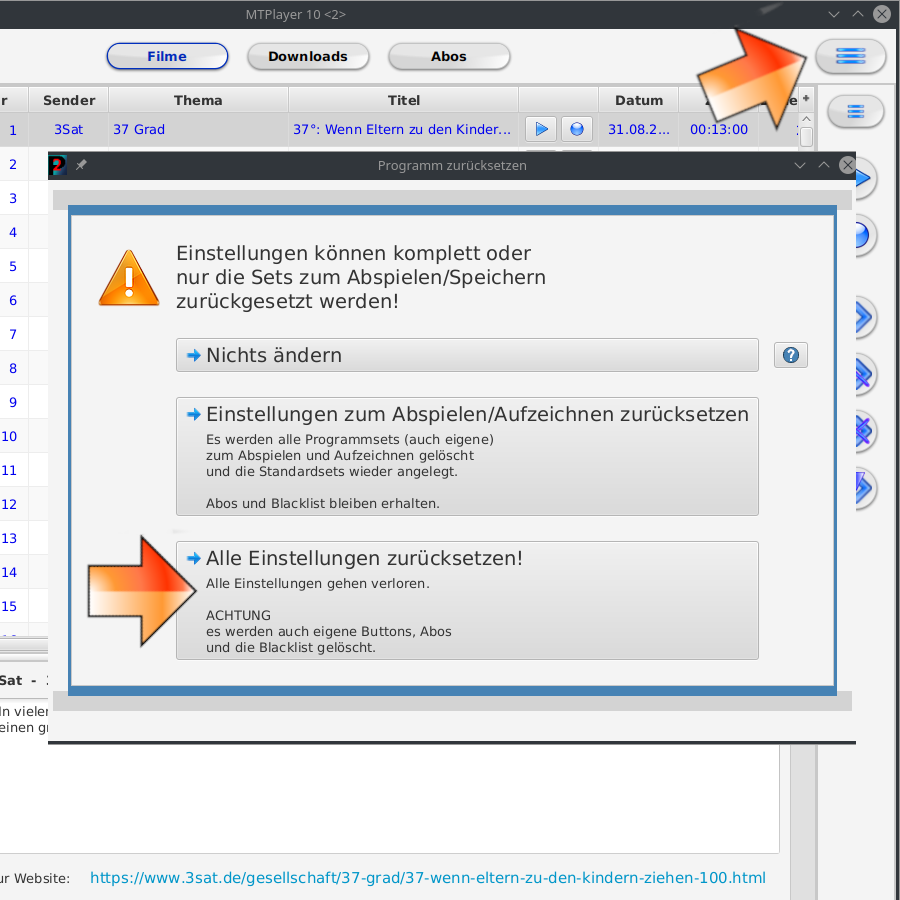 MTPlayer 10 <2>
Filme
Downloads
Abos
r Sender Thema Titel Datum
1 3Sat 37 Grad 37°: Wenn Eltern zu den Kinder... 31.08.2... 00:13:00
2
3
4
5
6
7
8
9
10
11
12
13
14
15
Programm zurücksetzen
Einstellungen können komplett oder
nur die Sets zum Abspielen/Speichern
zurückgesetzt werden!
Nichts ändern
Einstellungen zum Abspielen/Aufzeichnen zurücksetzen
Es werden alle Programmsets (auch eigene)
zum Abspielen und Aufzeichnen gelöscht
und die Standardsets wieder angelegt.
Abos und Blacklist bleiben erhalten.
Alle Einstellungen zurücksetzen!
Alle Einstellungen gehen verloren.
ACHTUNG
es werden auch eigene Buttons, Abos
und die Blacklist gelöscht.
Sat -
In vieler
einen g
ur Website: https://www.3sat.de/gesellschaft/37-grad/37-wenn-eltern-zu-den-kindern-ziehen-100.html